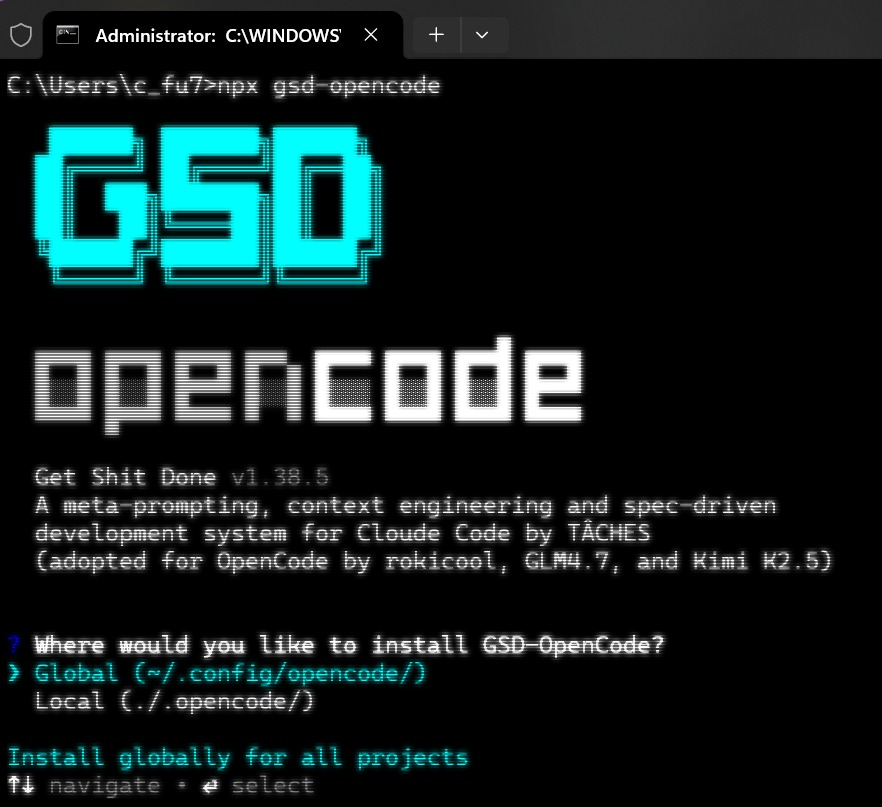 Administrator: C:\WINDOWS'
C:\Users\c_fu7>npx gsd-opencode
GSD
opencode
Get Shit Done v1.38.5
A meta-prompting, context engineering and spec-driven
development system for Cloude Code by TÂCHES
(adopted for OpenCode by rokicool, GLM4.7, and Kimi K2.5)
? Where would you like to install GSD-OpenCode?
❯ Global (~/.config/opencode/)
Local (./.opencode/)
Install globally for all projects
↑↓ navigate • ⏎ select